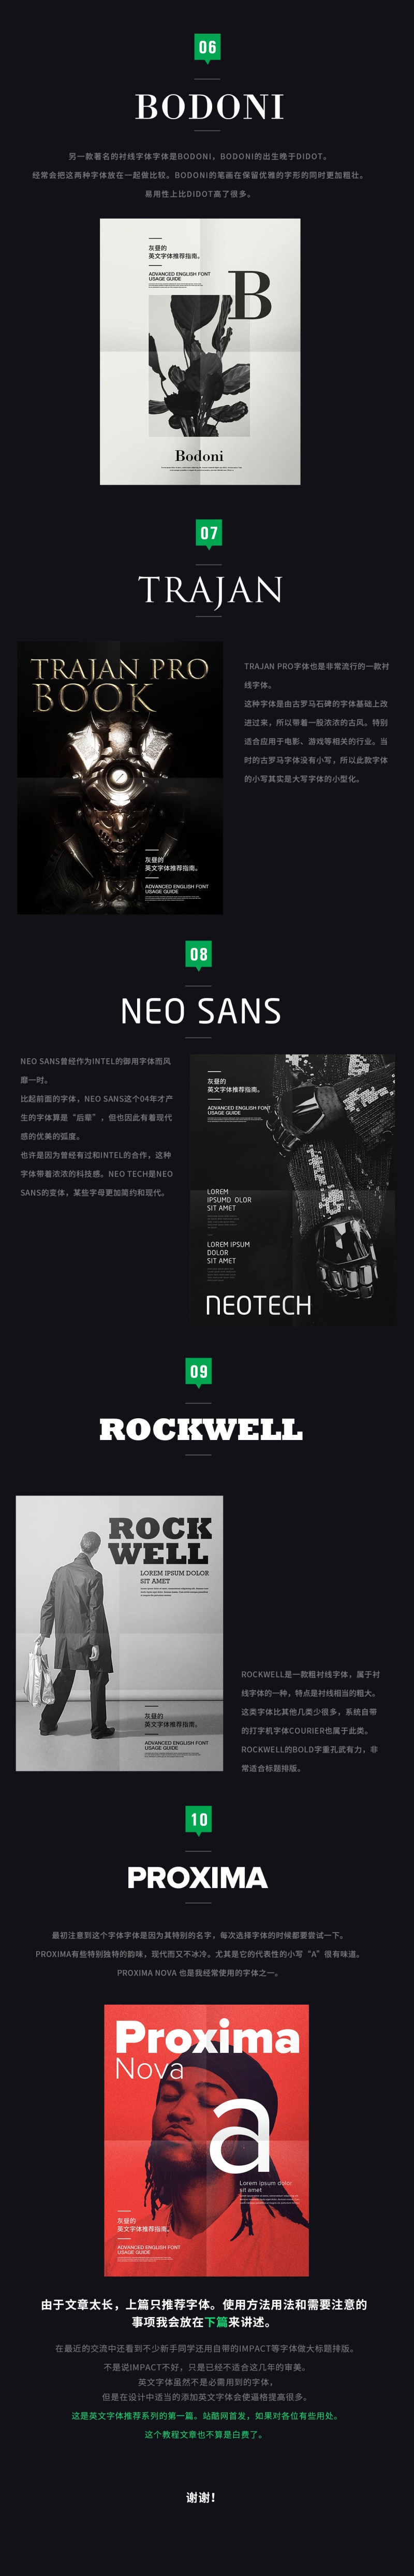 06
BODONI
另一款著名的衬线字体字体是BODONI，BODONI的出生晚于DIDOT。
经常会把这两种字体放在一起做比较。BODONI的笔画在保留优雅的字形的同时更加粗壮。
易用性上比DIDOT高了很多。
灰昼的
英文字体推荐指南。
ADVANCED ENGLISH FONT
USAGE GUIDE
B
Bodoni
07
TRAJAN
TRAJAN PRO
BOOK
灰昼的
英文字体推荐指南。
ADVANCED ENGLISH FONT
USAGE GUIDE
TRAJAN PRO字体也是非常流行的一款衬
线字体。
这种字体是由古罗马石碑的字体基础上改
进过来，所以带着一股浓浓的古风。特别
适合应用于电影、游戏等相关的行业。当
时的古罗马字体没有小写，所以此款字体
的小写其实是大写字体的小型化。
08
NEO SANS
NEO SANS曾经作为INTEL的御用字体而风
靡一时。
比起前面的字体，NEO SANS这个04年才产
生的字体算是“后辈”，但也因此有着现代
感的优美的弧度。
也许是因为曾经有过和INTEL的合作，这种
字体带着浓浓的科技感。NEO TECH是NEO
SANS的变体，某些字母更加简约和现代。
灰昼的
英文字体推荐指南。
ADVANCED ENGLISH FONT
USAGE GUIDE
LOREM
IPSUMD OLOR
SIT AMET
LOREM IPSUM
DOLOR
SIT AMET
NEOTECH
09
ROCKWELL
ROCK
WELL
LOREM IPSUM DOLOR
SIT AMET
灰昼的
英文字体推荐指南。
ADVANCED ENGLISH FONT
USAGE GUIDE
ROCKWELL是一款粗衬线字体，属于衬
线字体的一种，特点是衬线相当的粗大。
这类字体比其他几类少很多，系统自带
的打字机字体COURIER也属于此类。
ROCKWELL的BOLD字重孔武有力，非
常适合标题排版。
10
PROXIMA
最初注意到这个字体字体是因为其特别的名字，每次选择字体的时候都要尝试一下。
PROXIMA有些特别独特的韵味，现代而又不冰冷。尤其是它的代表性的小写“A”很有味道。
PROXIMA NOVA 也是我经常使用的字体之一。
Proxima
Nova
a
Lorem ipsum dolor
sit amet
灰昼的
英文字体推荐指南。
ADVANCED ENGLISH FONT
USAGE GUIDE
由于文章太长，上篇只推荐字体。使用方法用法和需要注意的
事项我会放在下篇来讲述。
在最近的交流中还看到不少新手同学还用自带的IMPACT等字体做大标题排版。
不是说IMPACT不好，只是已经不适合这几年的审美。
英文字体虽然不是必需用到的字体，
但是在设计中适当的添加英文字体会使逼格提高很多。
这是英文字体推荐系列的第一篇。站酷网首发，如果对各位有些用处。
这个教程文章也不算是白费了。
谢谢！